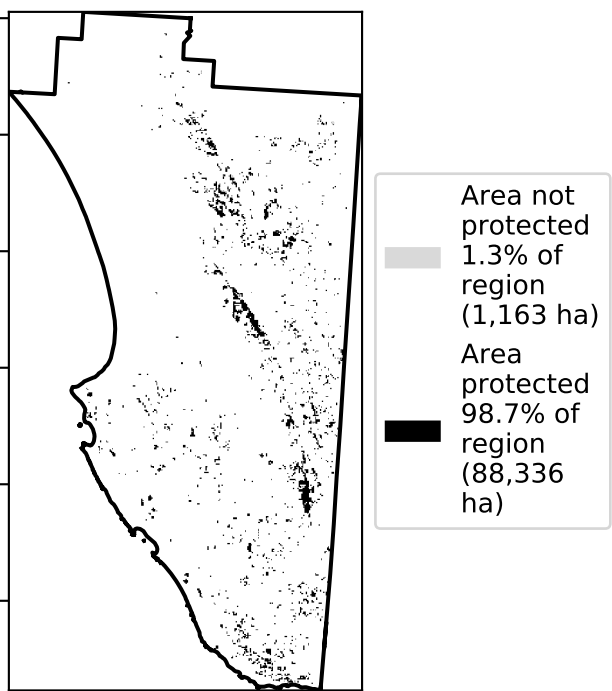 Area not
protected
1.3% of
region
(1,163 ha)
Area
protected
98.7% of
region
(88,336
ha)